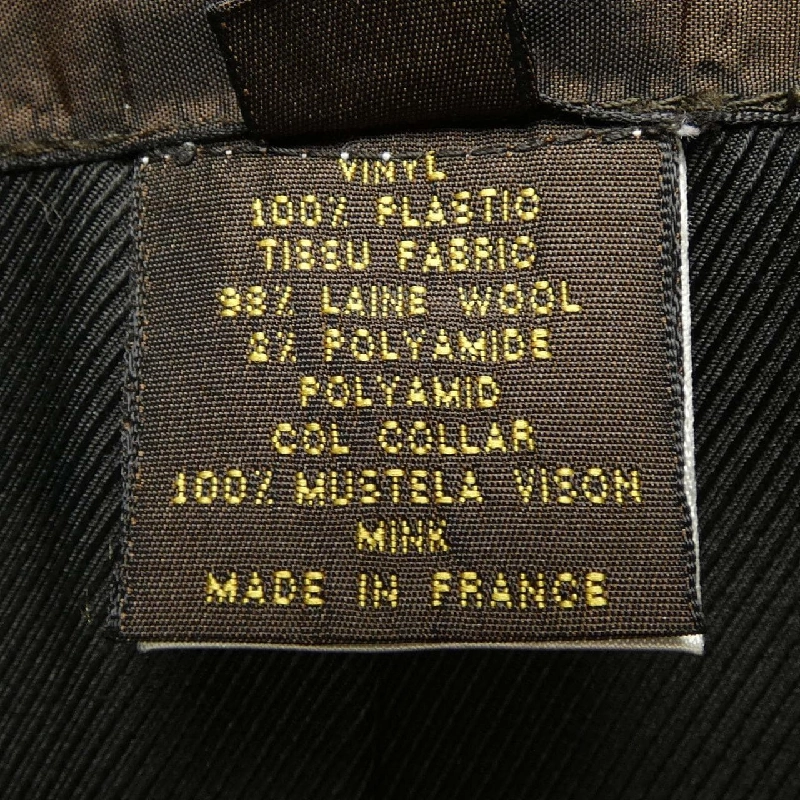 VINYL
100% PLASTIC
TISSU FABRIC
98% LAINE WOOL
2% POLYAMIDE
POLYAMID
COL COLLAR
100% MUSTELA VISON
MINK
MADE IN FRANCE